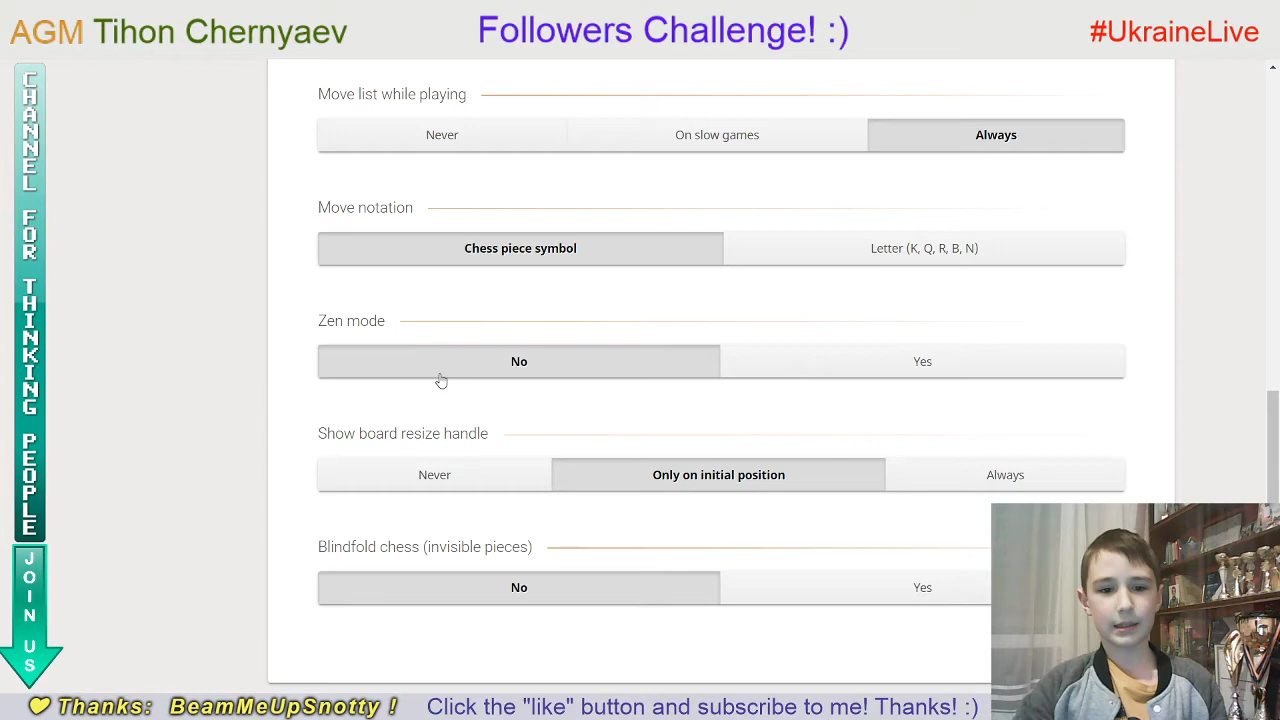 AGM Tihon Chernyaev
Followers Challenge! :)
#UkraineLive
CHANNEL FOR THINKING PEOPLE
JOIN US
Move list while playing
Never
On slow games
Always
Move notation
Chess piece symbol
Letter (K, Q, R, B, N)
Zen mode
No
Yes
Show board resize handle
Never
Only on initial position
Always
Blindfold chess (invisible pieces)
No
Yes
Thanks: BeamMeUpSnotty !
Click the "like" button and subscribe to me! Thanks! :)